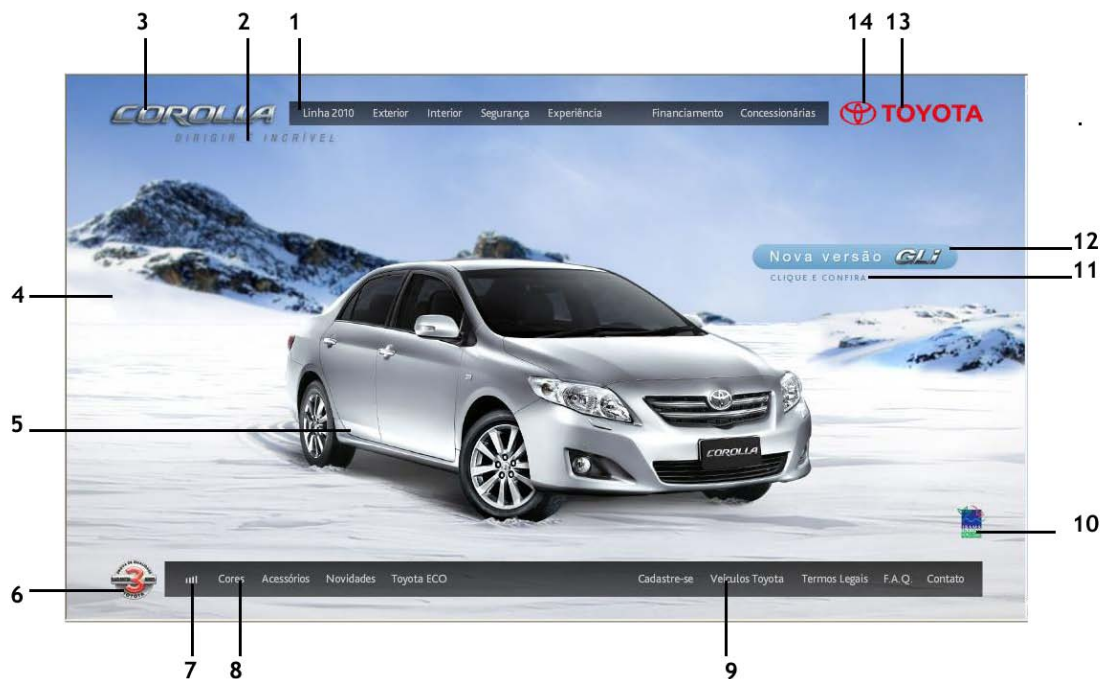 3 2 1 14 13
COROLLA
DIRIGIR É INCRÍVEL
Linha 2010 Exterior Interior Segurança Experiência Financiamento Concessionárias
TOYOTA
.
Nova versão GLi
12
CLIQUE E CONFIRA
11
4
5
COROLLA
10
6
3
TOYOTA
Cores Acessórios Novidades Toyota ECO Cadastre-se Veículos Toyota Termos Legais F.A.Q. Contato
7 8 9